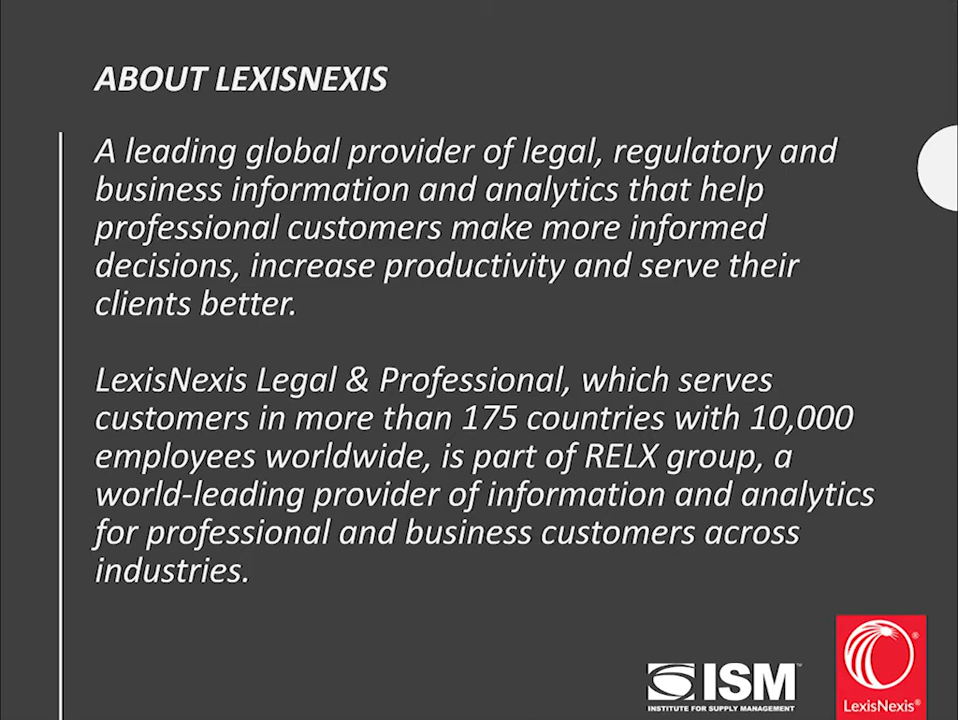 ABOUT LEXISNEXIS
A leading global provider of legal, regulatory and
business information and analytics that help
professional customers make more informed
decisions, increase productivity and serve their
clients better.
LexisNexis Legal & Professional, which serves
customers in more than 175 countries with 10,000
employees worldwide, is part of RELX group, a
world-leading provider of information and analytics
for professional and business customers across
industries.
ISM™
INSTITUTE FOR SUPPLY MANAGEMENT
®
LexisNexis®